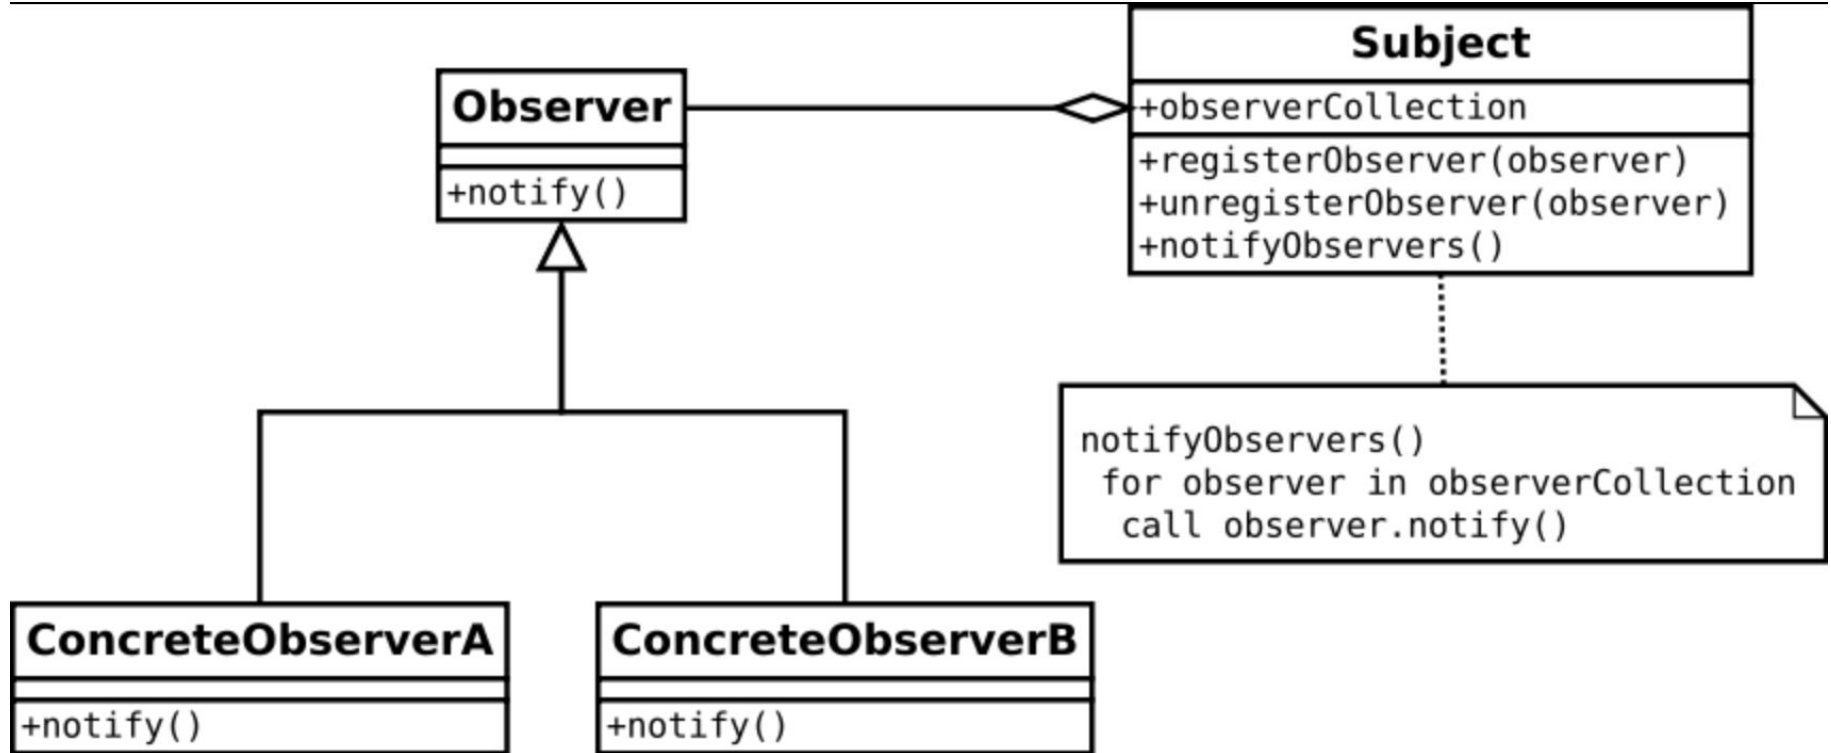 Observer
+notify()
Subject
+observerCollection
+registerObserver(observer)
+unregisterObserver(observer)
+notifyObservers()
notifyObservers()
for observer in observerCollection
call observer.notify()
ConcreteObserverA
+notify()
ConcreteObserverB
+notify()